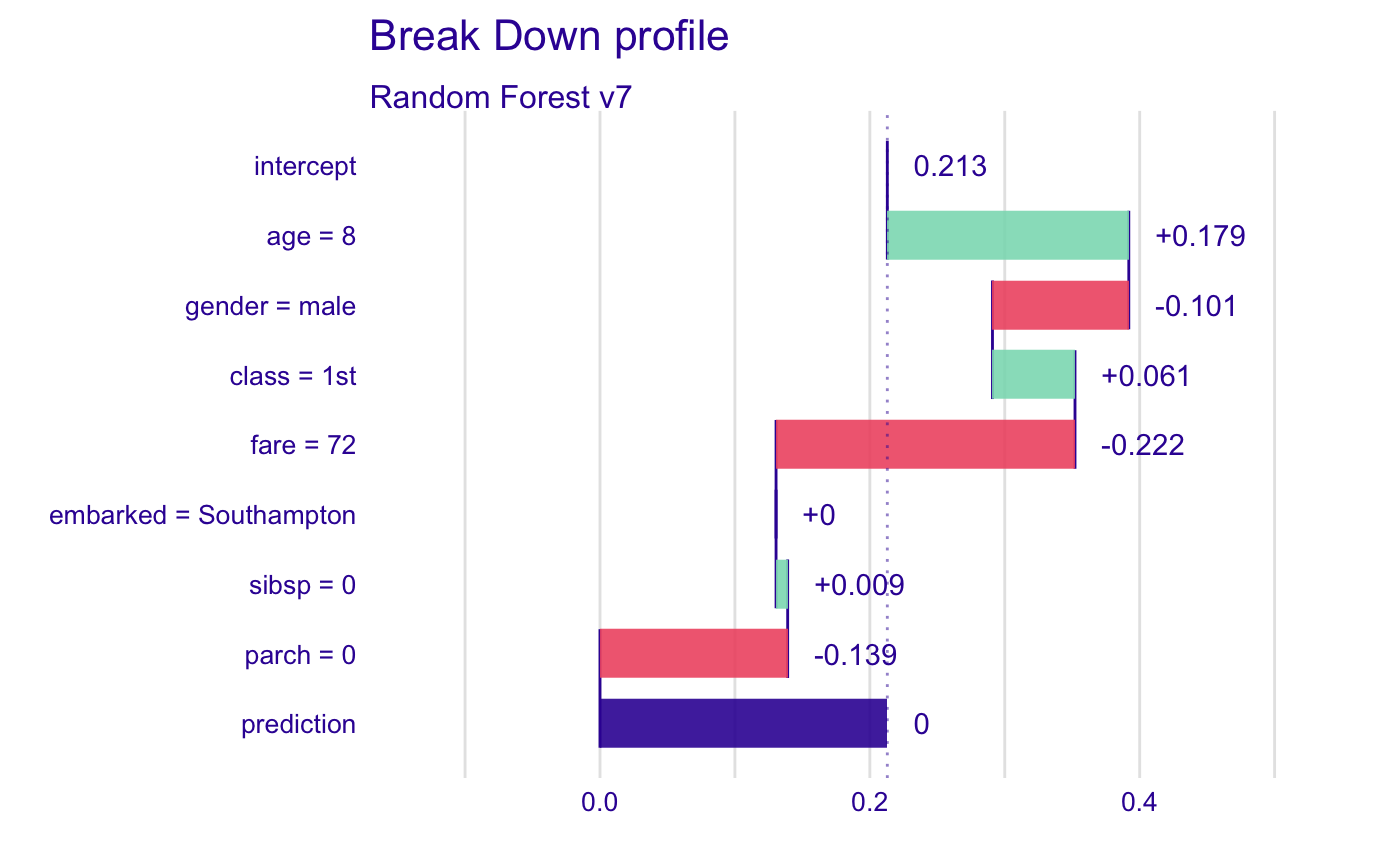 Break Down profile
Random Forest v7
intercept 0.213
age = 8 +0.179
gender = male -0.101
class = 1st +0.061
fare = 72 -0.222
embarked = Southampton +0
sibsp = 0 +0.009
parch = 0 -0.139
prediction 0
0.0 0.2 0.4